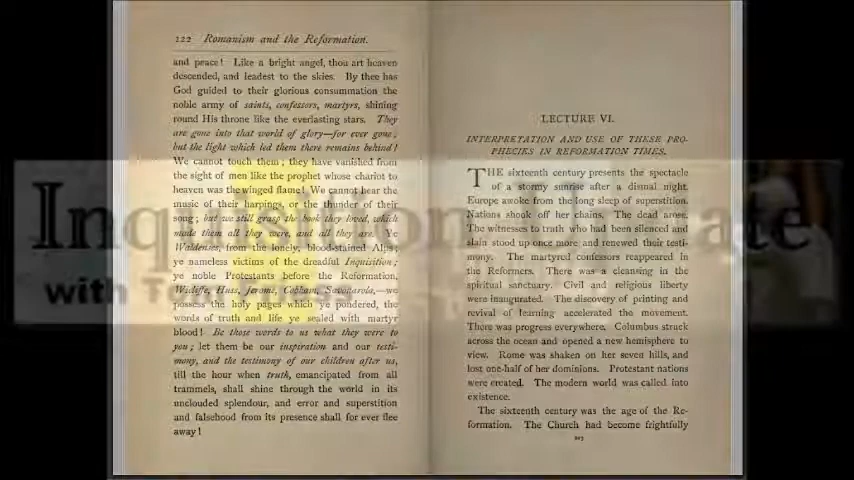 222 Romanism and the Reformation.
and peace! Like a bright angel, thou art heaven
descended, and leadest to the skies. By thee has
God guided to their glorious consummation the
noble army of saints, confessors, martyrs, shining
round His throne like the everlasting stars. They
are gone into that world of glory—for ever gone;
but the light which led them there remains behind!
We cannot touch them; they have vanished from
the sight of men like the prophet whose chariot to
heaven was the winged flame! We cannot hear the
music of their harpings, or the thunder of their
song; but we still grasp the book they loved, which
made them all they were, and all they are. Ye
Waldenses, from the lonely, blood-stained Alps;
ye nameless victims of the dreadful Inquisition;
ye noble Protestants before the Reformation,
Wicliffe, Huss, Jerome, Cobham, Savonarola,—we
possess the holy pages which ye pondered, the
words of truth and life ye sealed with martyr
blood! Be those words to us what they were to
you; let them be our inspiration and our testi-
mony, and the testimony of our children after us,
till the hour when truth, emancipated from all
trammels, shall shine through the world in its
unclouded splendour, and error and superstition
and falsehood from its presence shall for ever flee
away!
LECTURE VI.
INTERPRETATION AND USE OF THESE PRO-
PHECIES IN REFORMATION TIMES.
THE sixteenth century presents the spectacle
of a stormy sunrise after a dismal night.
Europe awoke from the long sleep of superstition.
Nations shook off her chains. The dead arose.
The witnesses to truth who had been silenced and
slain stood up once more and renewed their testi-
mony. The martyred confessors reappeared in
the Reformers. There was a cleansing in the
spiritual sanctuary. Civil and religious liberty
were inaugurated. The discovery of printing and
revival of learning accelerated the movement.
There was progress everywhere. Columbus struck
across the ocean and opened a new hemisphere to
view. Rome was shaken on her seven hills, and
lost one-half of her dominions. Protestant nations
were created. The modern world was called into
existence.
The sixteenth century was the age of the Re-
formation. The Church had become frightfully
223
with